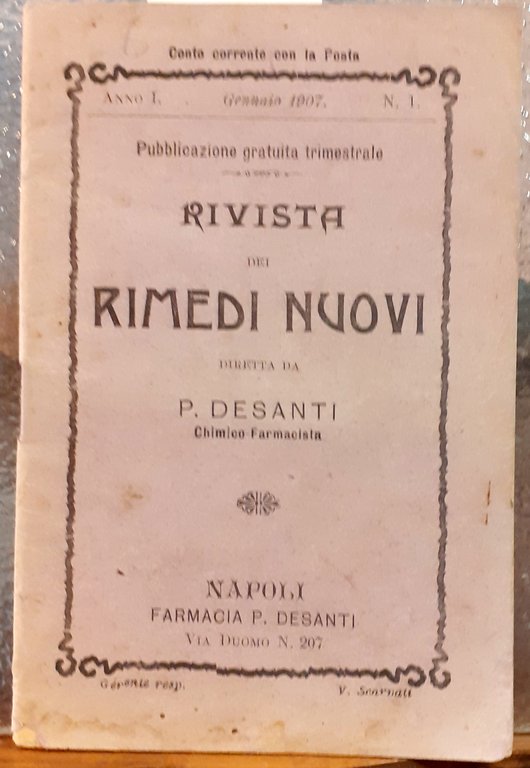 Conto corrente con la Posta
ANNO I. Gennaio 1907. N. 1.
Pubblicazione gratuita trimestrale
RIVISTA
DEI
RIMEDI NUOVI
DIRETTA DA
P. DESANTI
Chimico-Farmacista
NAPOLI
FARMACIA P. DESANTI
VIA DUOMO N. 207
Gerente resp. V. Scarnati